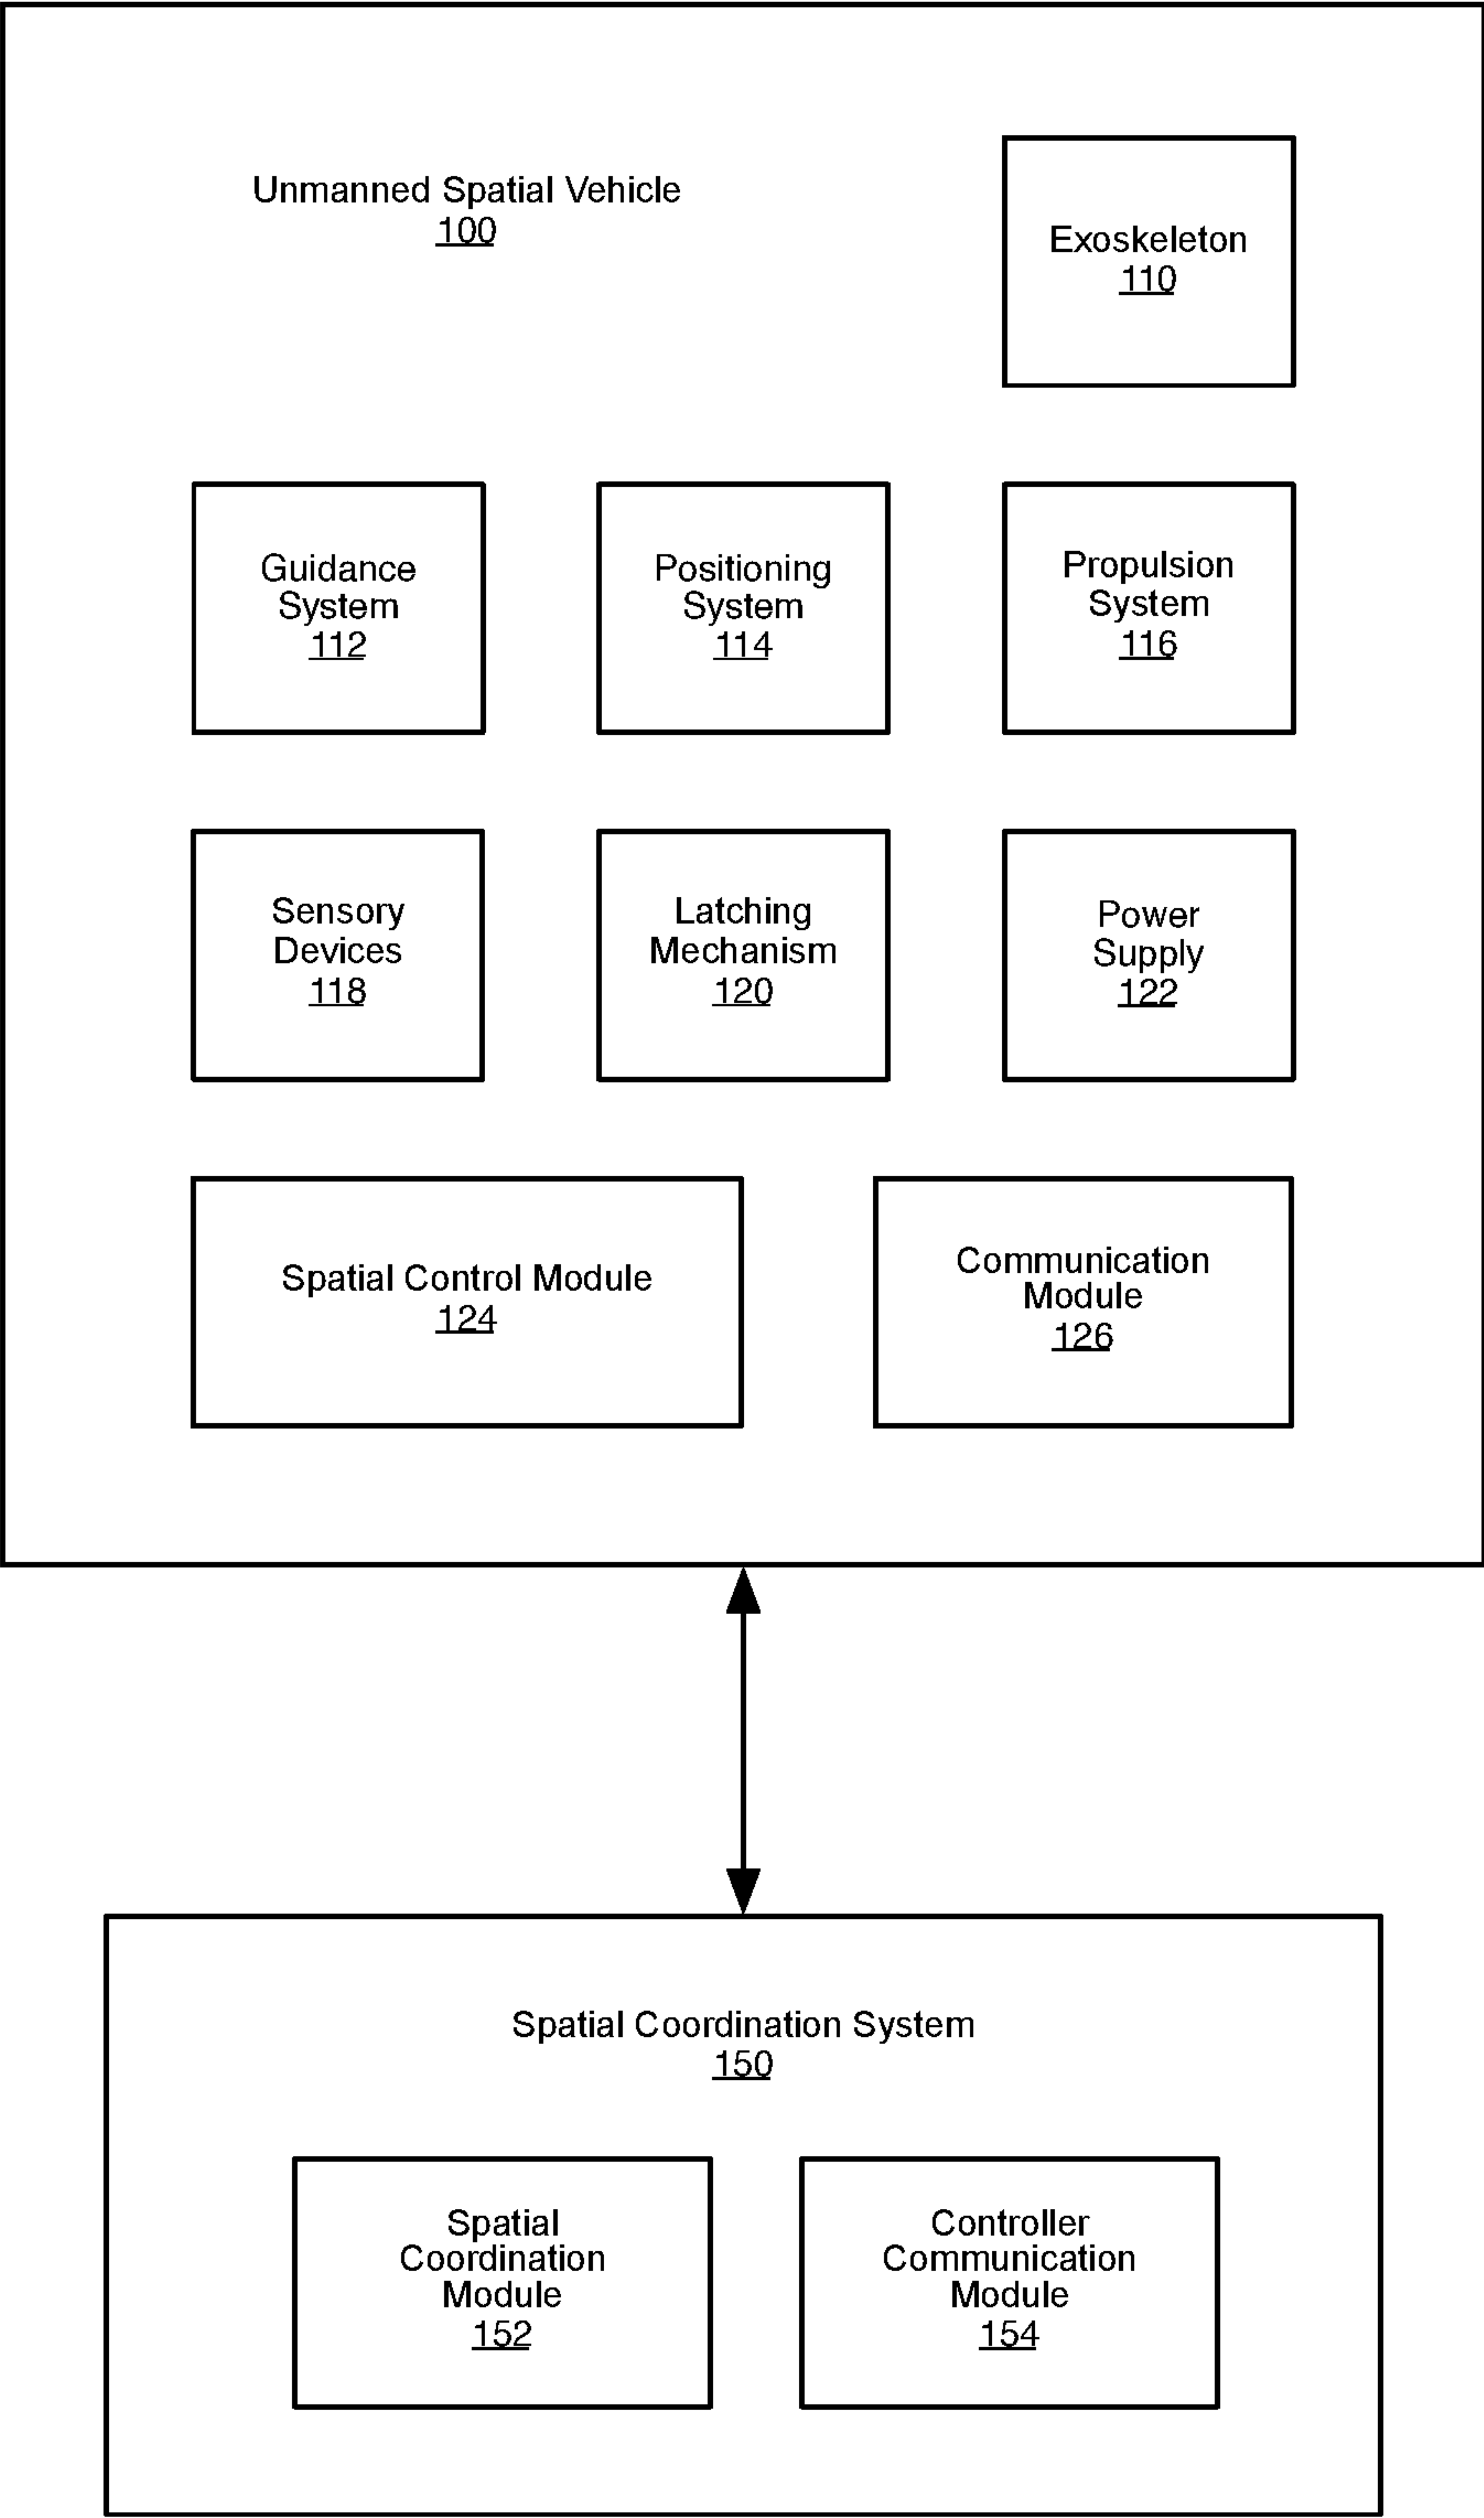 Unmanned Spatial Vehicle
100
Exoskeleton
110
Guidance
System
112
Positioning
System
114
Propulsion
System
116
Sensory
Devices
118
Latching
Mechanism
120
Power
Supply
122
Spatial Control Module
124
Communication
Module
126
Spatial Coordination System
150
Spatial
Coordination
Module
152
Controller
Communication
Module
154